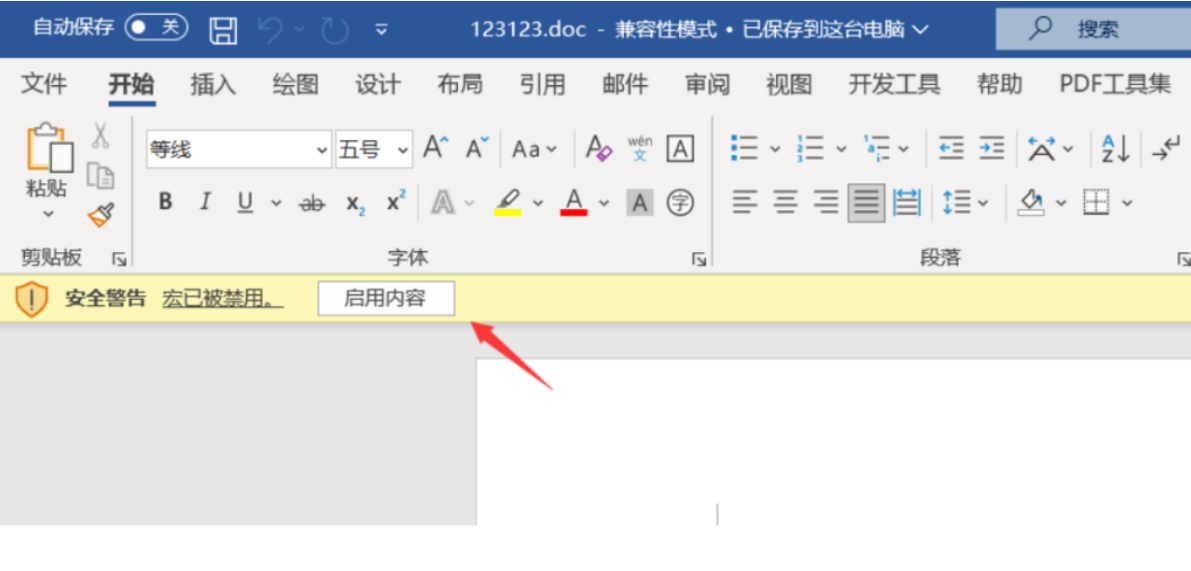 自动保存 关 123123.doc - 兼容性模式 • 已保存到这台电脑 搜索
文件 开始 插入 绘图 设计 布局 引用 邮件 审阅 视图 开发工具 帮助 PDF工具集
等线 五号 A A Aa A wén 文 A
粘贴 B I U ab x2 x2 A A A 字
剪贴板 字体 段落
安全警告 宏已被禁用。 启用内容